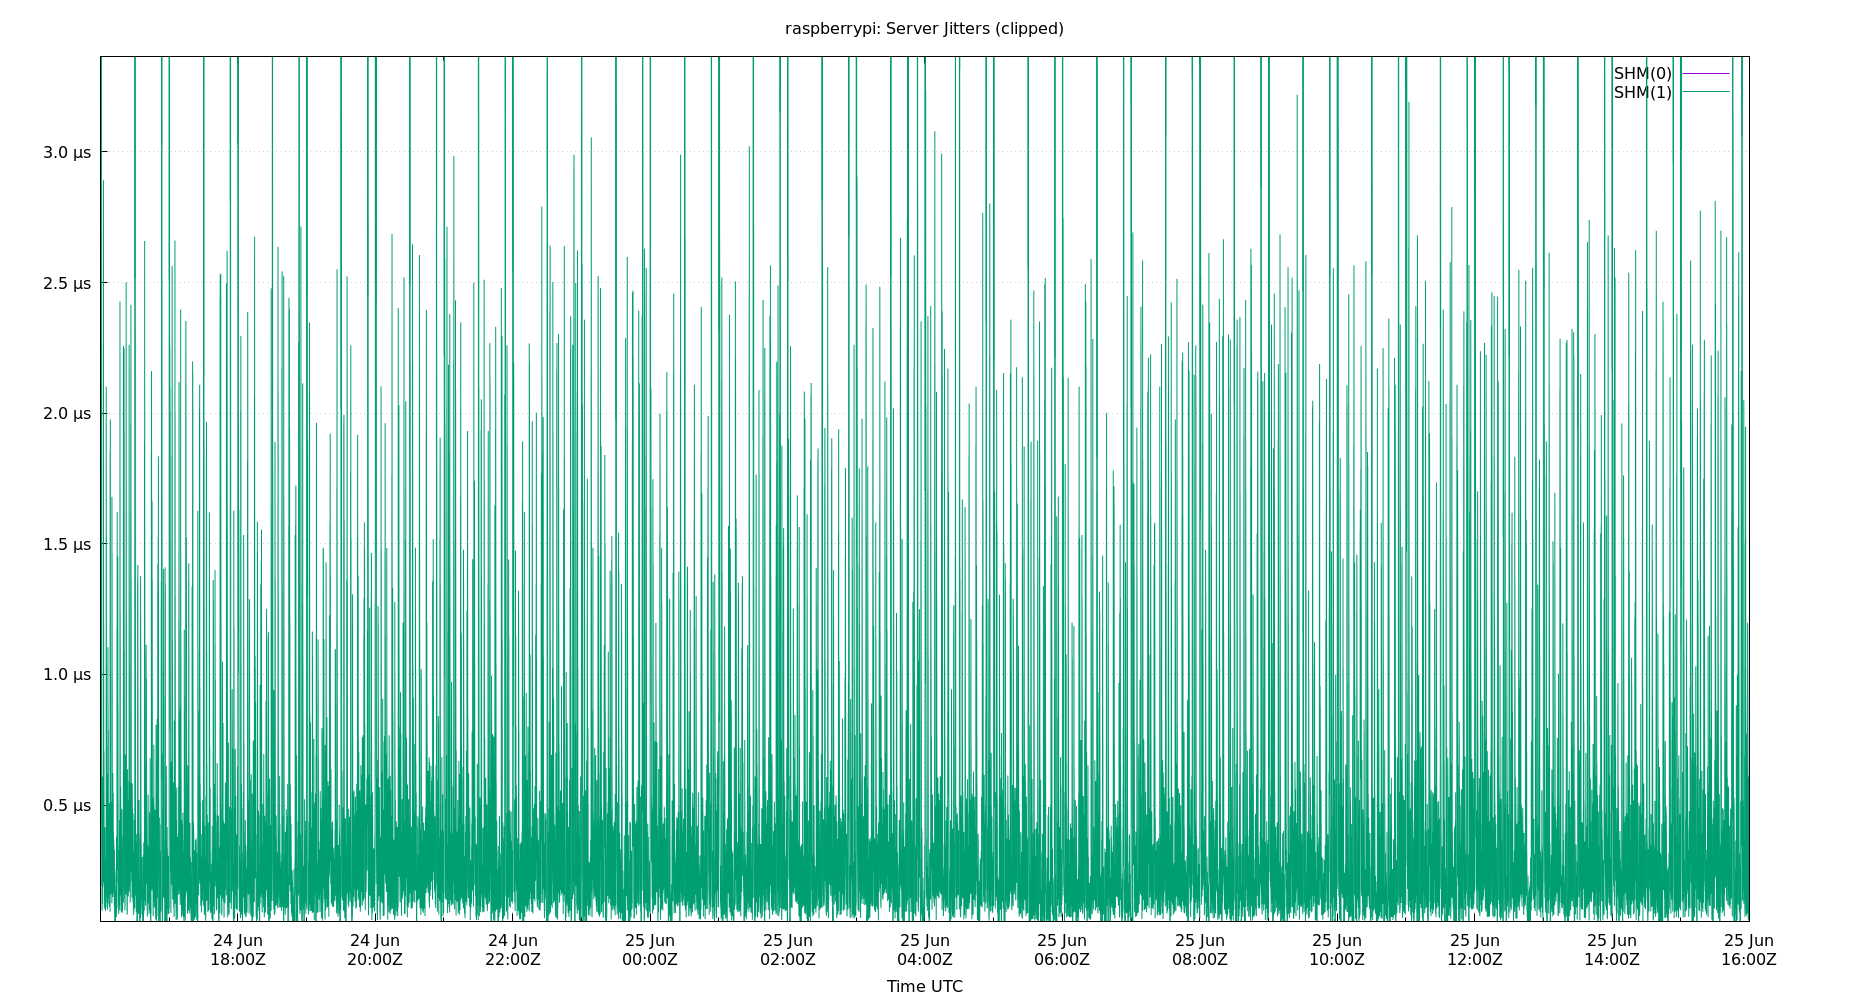 raspberrypi: Server Jitters (clipped)
SHM(0)
SHM(1)
3.0 µs
2.5 µs
2.0 µs
1.5 µs
1.0 µs
0.5 µs
24 Jun 24 Jun 24 Jun 25 Jun 25 Jun 25 Jun 25 Jun 25 Jun 25 Jun 25 Jun 25 Jun 25 Jun
18:00Z 20:00Z 22:00Z 00:00Z 02:00Z 04:00Z 06:00Z 08:00Z 10:00Z 12:00Z 14:00Z 16:00Z
Time UTC